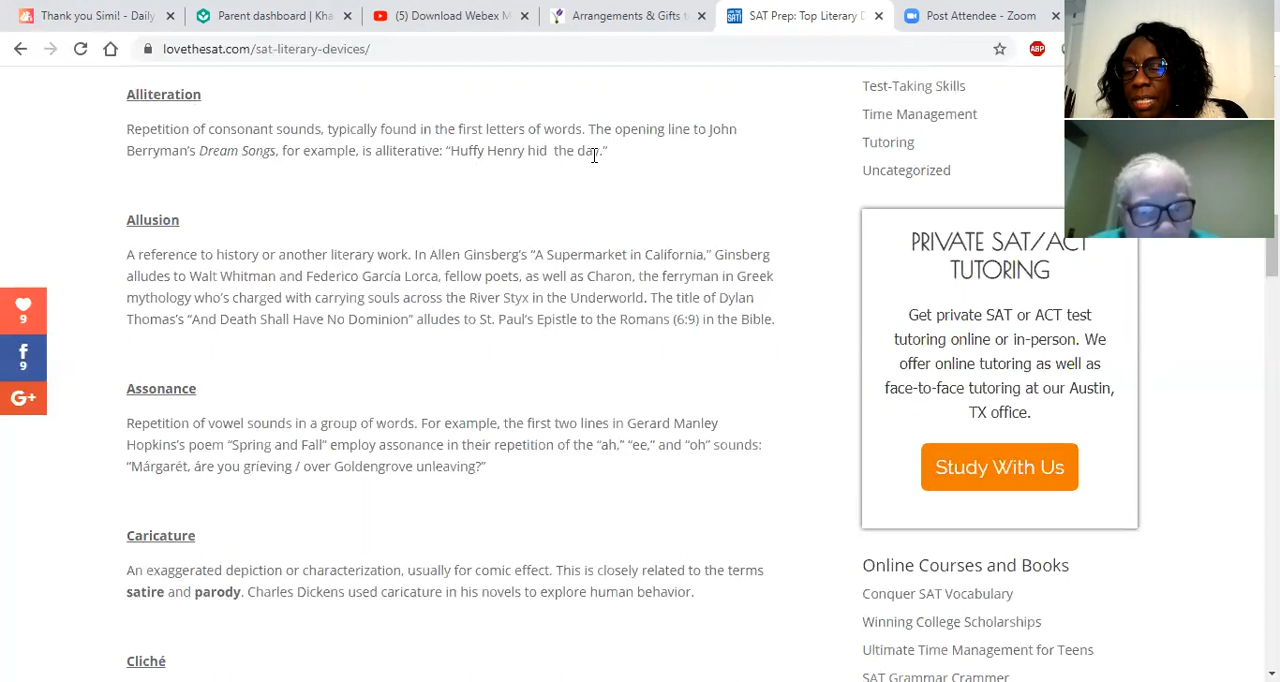 Thank you Simi! - Daily
Parent dashboard | Kha
(5) Download Webex M
Arrangements & Gifts t
SAT Prep: Top Literary D
Post Attendee - Zoom
lovethesat.com/sat-literary-devices/
ABP
Alliteration
Repetition of consonant sounds, typically found in the first letters of words. The opening line to John
Berryman's Dream Songs, for example, is alliterative: “Huffy Henry hid the day.”
Allusion
A reference to history or another literary work. In Allen Ginsberg's “A Supermarket in California,” Ginsberg
alludes to Walt Whitman and Federico García Lorca, fellow poets, as well as Charon, the ferryman in Greek
mythology who's charged with carrying souls across the River Styx in the Underworld. The title of Dylan
Thomas's “And Death Shall Have No Dominion” alludes to St. Paul's Epistle to the Romans (6:9) in the Bible.
Assonance
Repetition of vowel sounds in a group of words. For example, the first two lines in Gerard Manley
Hopkins's poem “Spring and Fall” employ assonance in their repetition of the “ah,” “ee,” and “oh” sounds:
“Márgarét, áre you gríeving / over Goldengrove unleaving?”
Caricature
An exaggerated depiction or characterization, usually for comic effect. This is closely related to the terms
satire and parody. Charles Dickens used caricature in his novels to explore human behavior.
Cliché
9
f
9
G+
Test-Taking Skills
Time Management
Tutoring
Uncategorized
PRIVATE SAT/ACT
TUTORING
Get private SAT or ACT test
tutoring online or in-person. We
offer online tutoring as well as
face-to-face tutoring at our Austin,
TX office.
Study With Us
Online Courses and Books
Conquer SAT Vocabulary
Winning College Scholarships
Ultimate Time Management for Teens
SAT Grammar Crammer